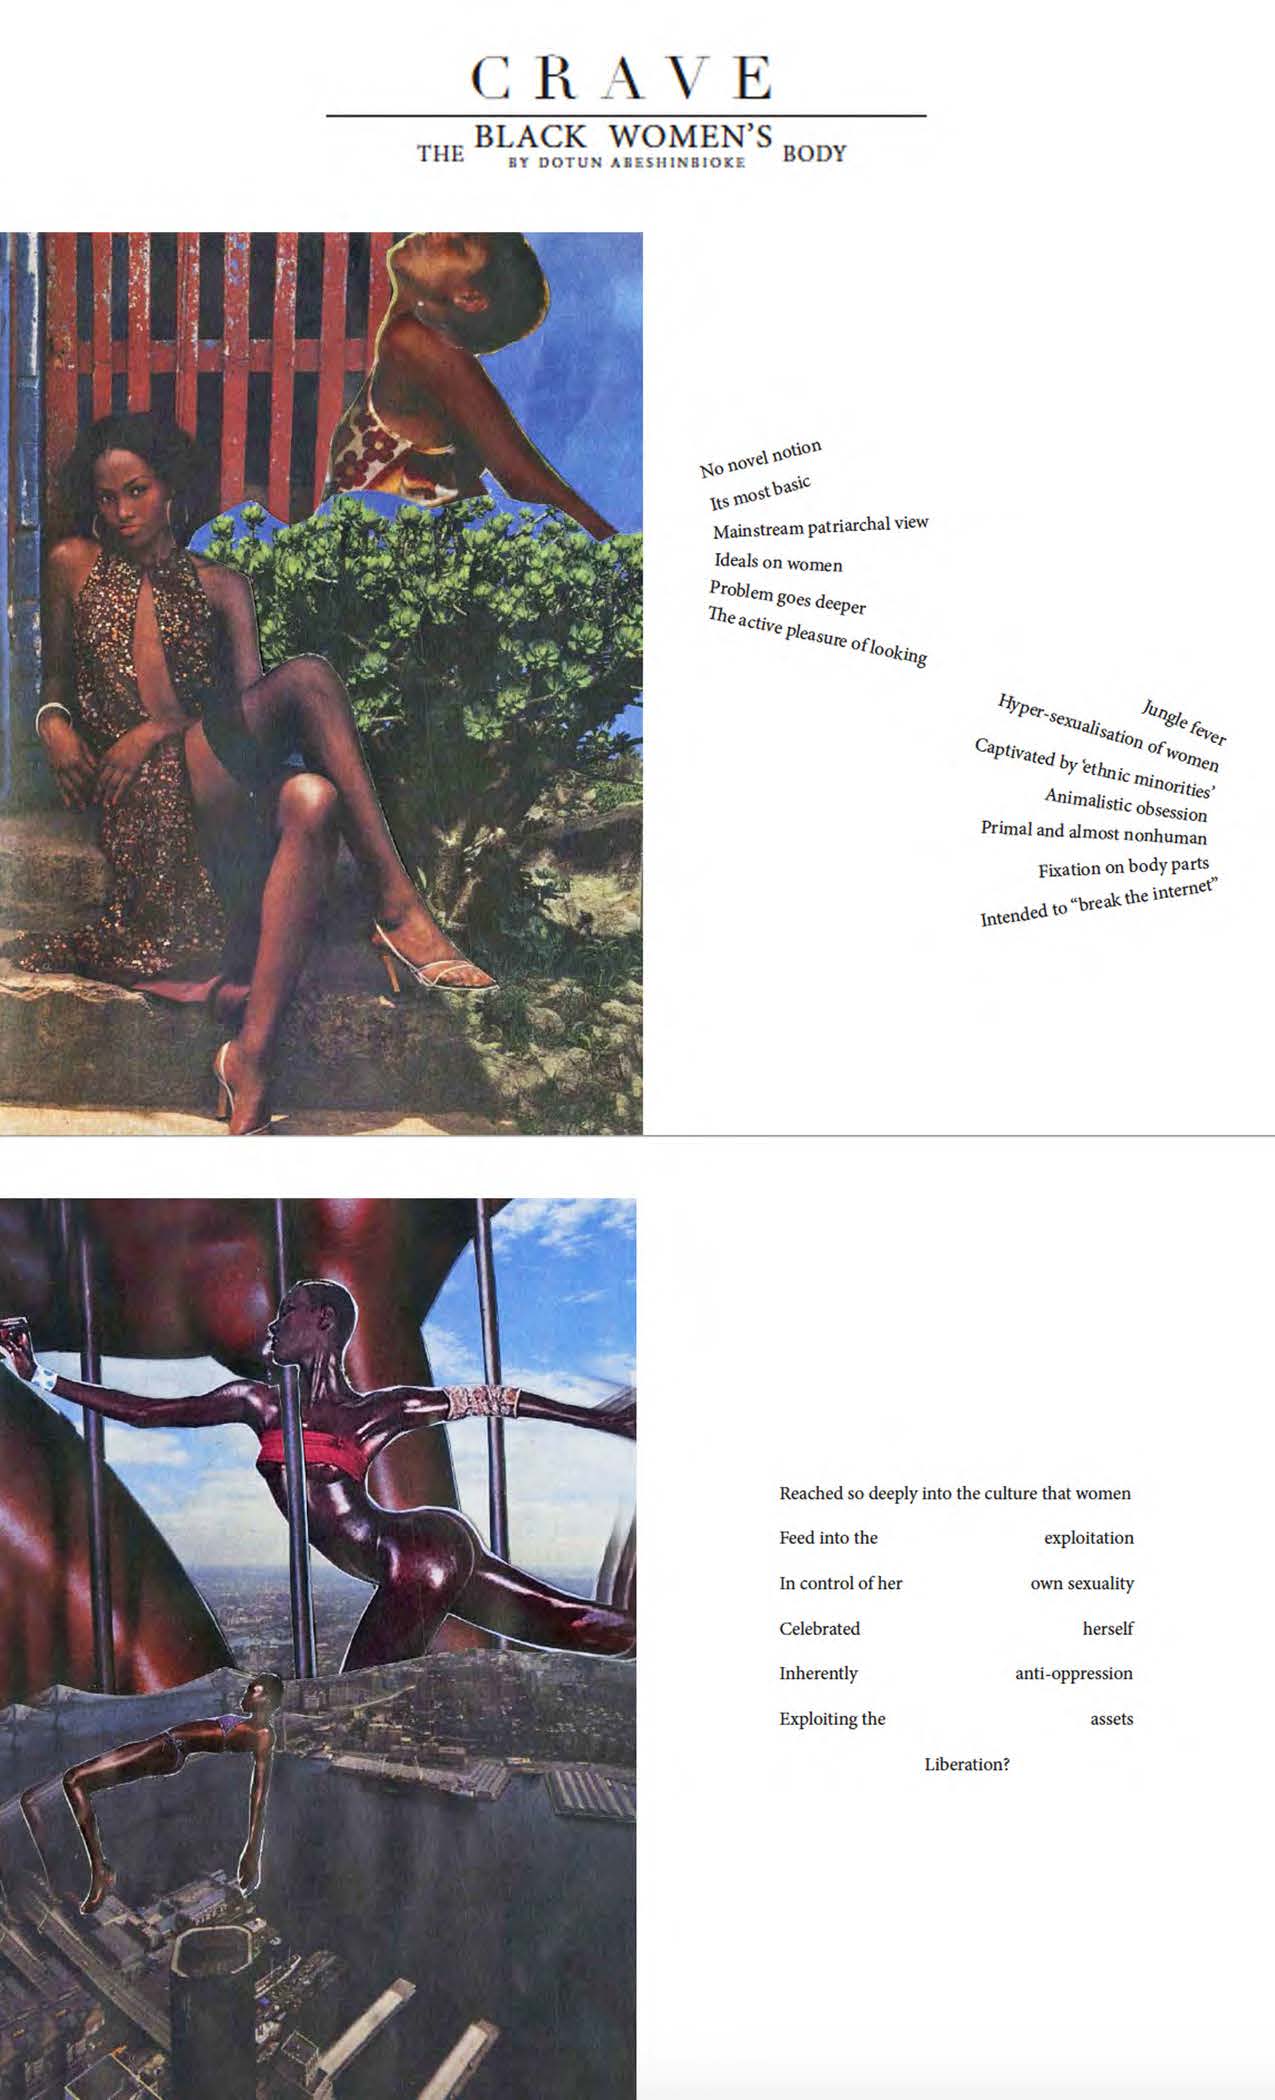 CRAVE
THE BLACK WOMEN'S BODY
BY DOTUN ABESHINBIOKE
No novel notion
Its most basic
Mainstream patriarchal view
Ideals on women
Problem goes deeper
The active pleasure of looking
Jungle fever
Hyper-sexualisation of women
Captivated by 'ethnic minorities'
Animalistic obsession
Primal and almost nonhuman
Fixation on body parts
Intended to “break the internet”
Reached so deeply into the culture that women
Feed into the exploitation
In control of her own sexuality
Celebrated herself
Inherently anti-oppression
Exploiting the assets
Liberation?